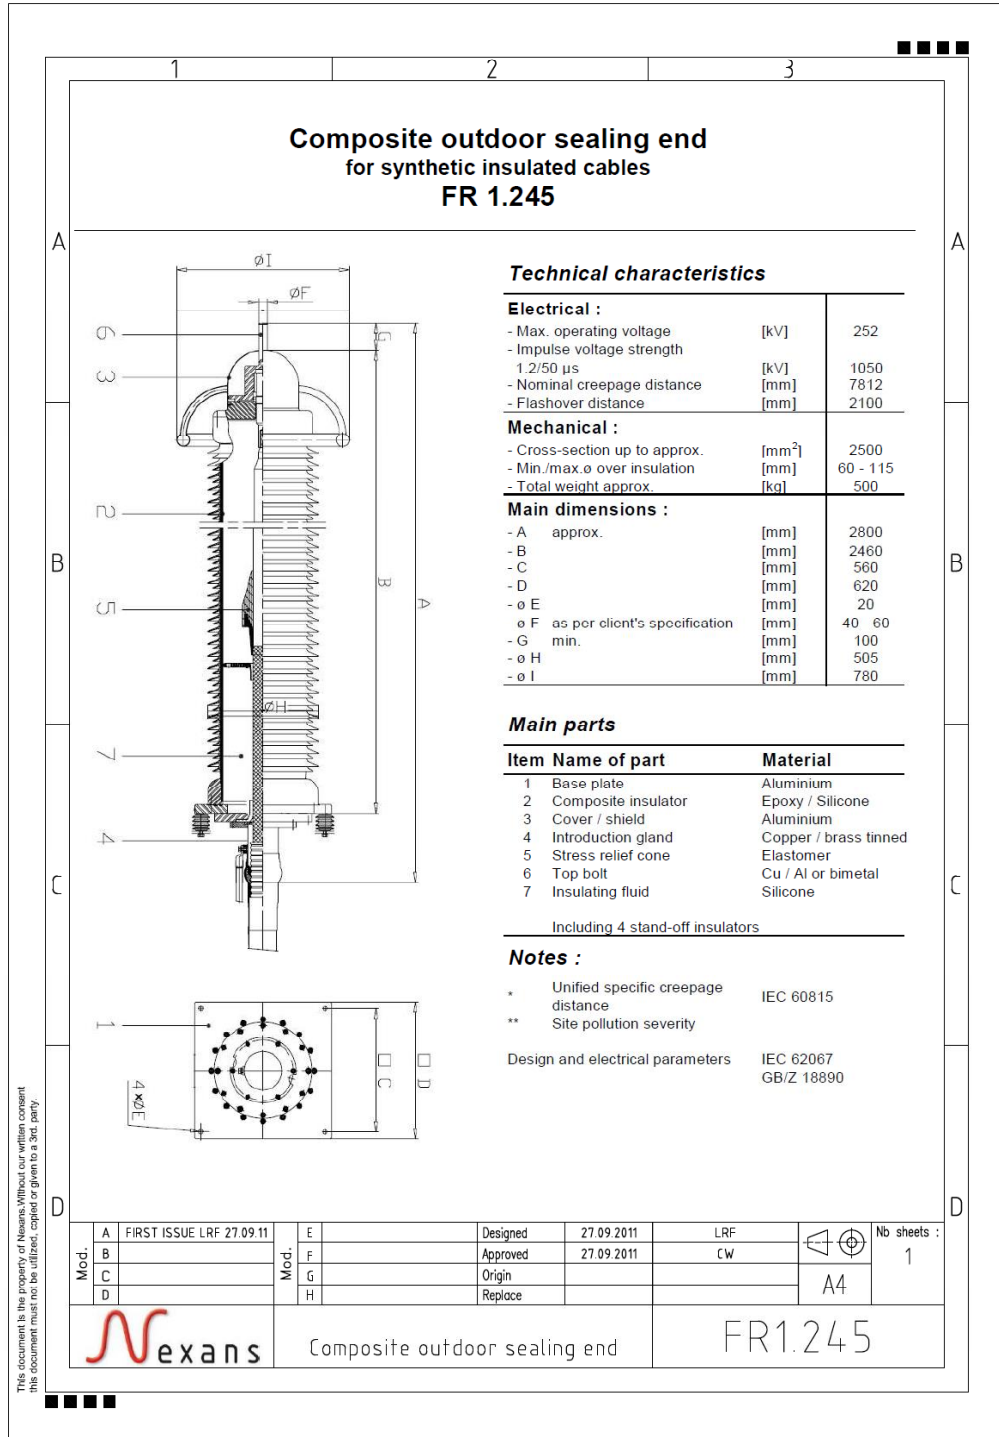 1 2 3
Composite outdoor sealing end
for synthetic insulated cables
FR 1.245
A A
B B
C C
D D
øI
øF
G
6
3
2
5
B
A
øH
7
4
1
□ C
□ D
4×ØE
Technical characteristics
Electrical :
- Max. operating voltage [kV] 252
- Impulse voltage strength
1.2/50 µs [kV] 1050
- Nominal creepage distance [mm] 7812
- Flashover distance [mm] 2100
Mechanical :
- Cross-section up to approx. [mm²] 2500
- Min./max.ø over insulation [mm] 60 - 115
- Total weight approx. [kg] 500
Main dimensions :
- A approx. [mm] 2800
- B [mm] 2460
- C [mm] 560
- D [mm] 620
- ø E [mm] 20
ø F as per client's specification [mm] 40 60
- G min. [mm] 100
- ø H [mm] 505
- ø I [mm] 780
Main parts
Item Name of part Material
1 Base plate Aluminium
2 Composite insulator Epoxy / Silicone
3 Cover / shield Aluminium
4 Introduction gland Copper / brass tinned
5 Stress relief cone Elastomer
6 Top bolt Cu / Al or bimetal
7 Insulating fluid Silicone
Including 4 stand-off insulators
Notes :
* Unified specific creepage
distance IEC 60815
** Site pollution severity
Design and electrical parameters IEC 62067
GB/Z 18890
This document is the property of Nexans.Without our written consent
this document must not be utilized, copied or given to a 3rd. party.
Mod. A FIRST ISSUE LRF 27.09.11 Mod. E Designed 27.09.2011 LRF Nb sheets :
B F Approved 27.09.2011 CW 1
C G Origin A4
D H Replace
Nexans Composite outdoor sealing end FR1.245